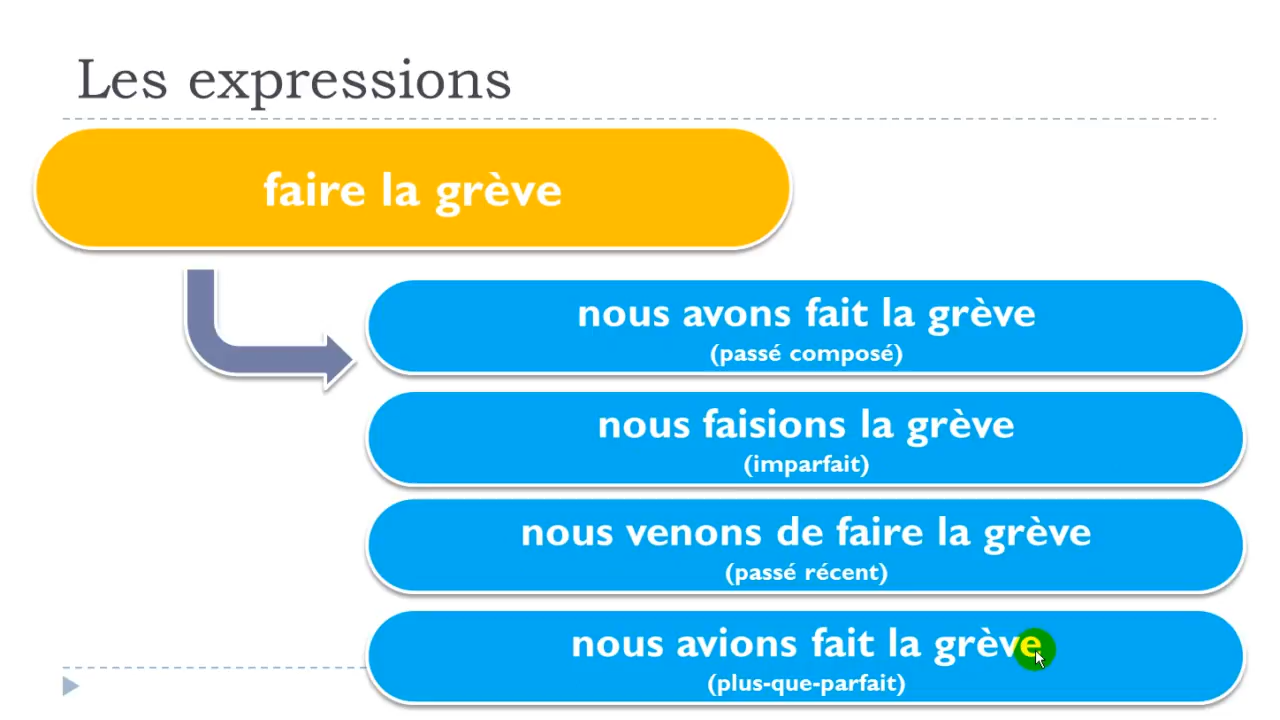 Les expressions
faire la grève
nous avons fait la grève
(passé composé)
nous faisions la grève
(imparfait)
nous venons de faire la grève
(passé récent)
nous avions fait la grève
(plus-que-parfait)